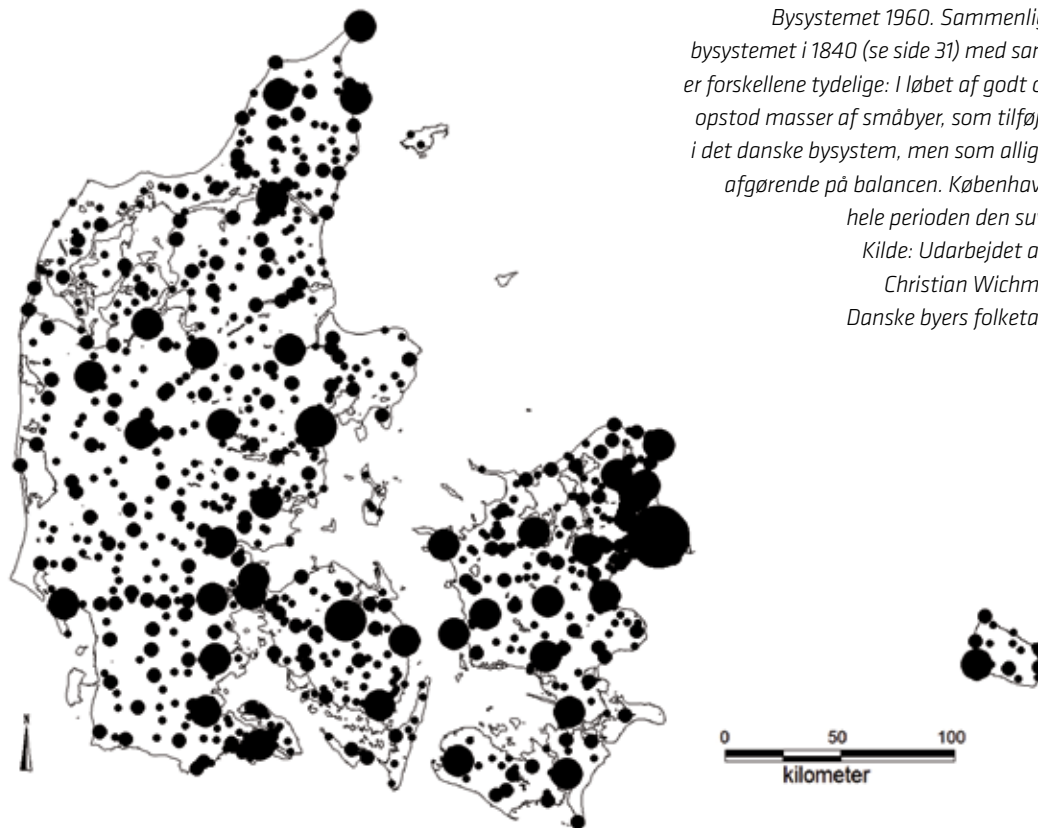 Bysystemet 1960. Sammenlig
bysystemet i 1840 (se side 31) med
er forskellene tydelige: I løbet af godt
opstod masser af småbyer, som tilføj
i det danske bysystem, men som allig
afgørende på balancen. Københav
hele perioden den su
Kilde: Udarbejdet a
Christian Wichm
Danske byers folketa
N
0 50 100
kilometer